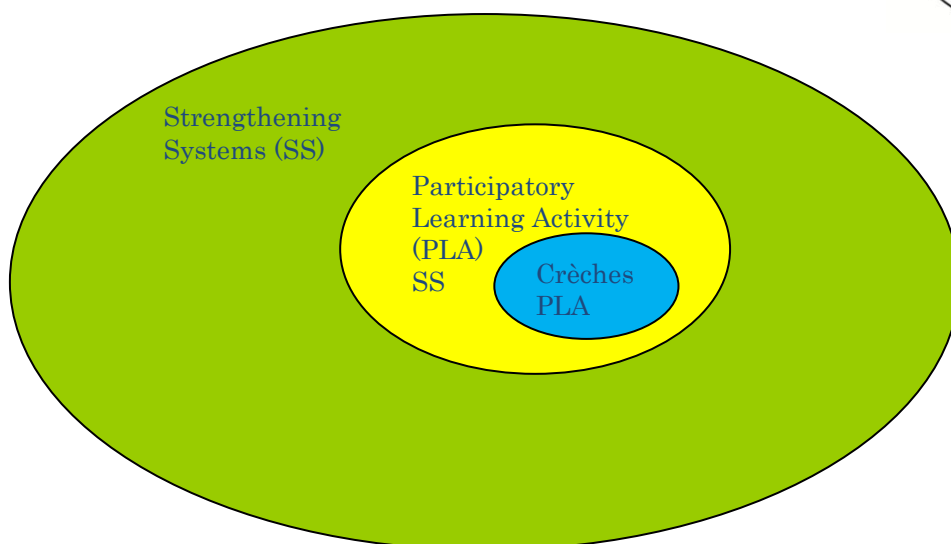 Strengthening
Systems (SS)
Participatory
Learning Activity
(PLA)
SS
Crèches
PLA